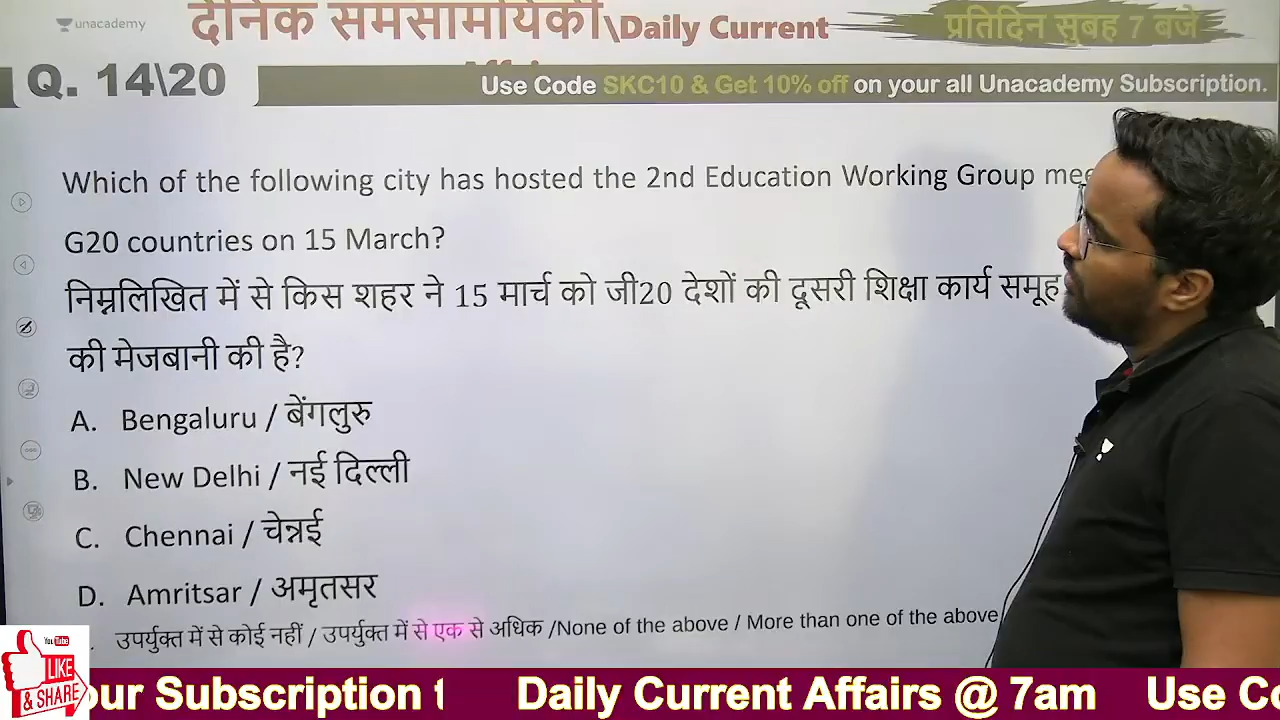 unacademy
दैनिक समसामयिकी\Daily Current
प्रतिदिन सुबह 7 बजे
Q. 14\20
Use Code SKC10 & Get 10% off on your all Unacademy Subscription.
Which of the following city has hosted the 2nd Education Working Group
G20 countries on 15 March?
निम्नलिखित में से किस शहर ने 15 मार्च को जी20 देशों की दूसरी शिक्षा कार्य समूह
की मेजबानी की है?
A. Bengaluru / बेंगलुरु
B. New Delhi / नई दिल्ली
C. Chennai / चेन्नई
D. Amritsar / अमृतसर
उपर्युक्त में से कोई नहीं / उपर्युक्त में से एक से अधिक /None of the above / More than one of the above
You Tube
LIKE
& SHARE
our Subscription Daily Current Affairs @ 7am Use